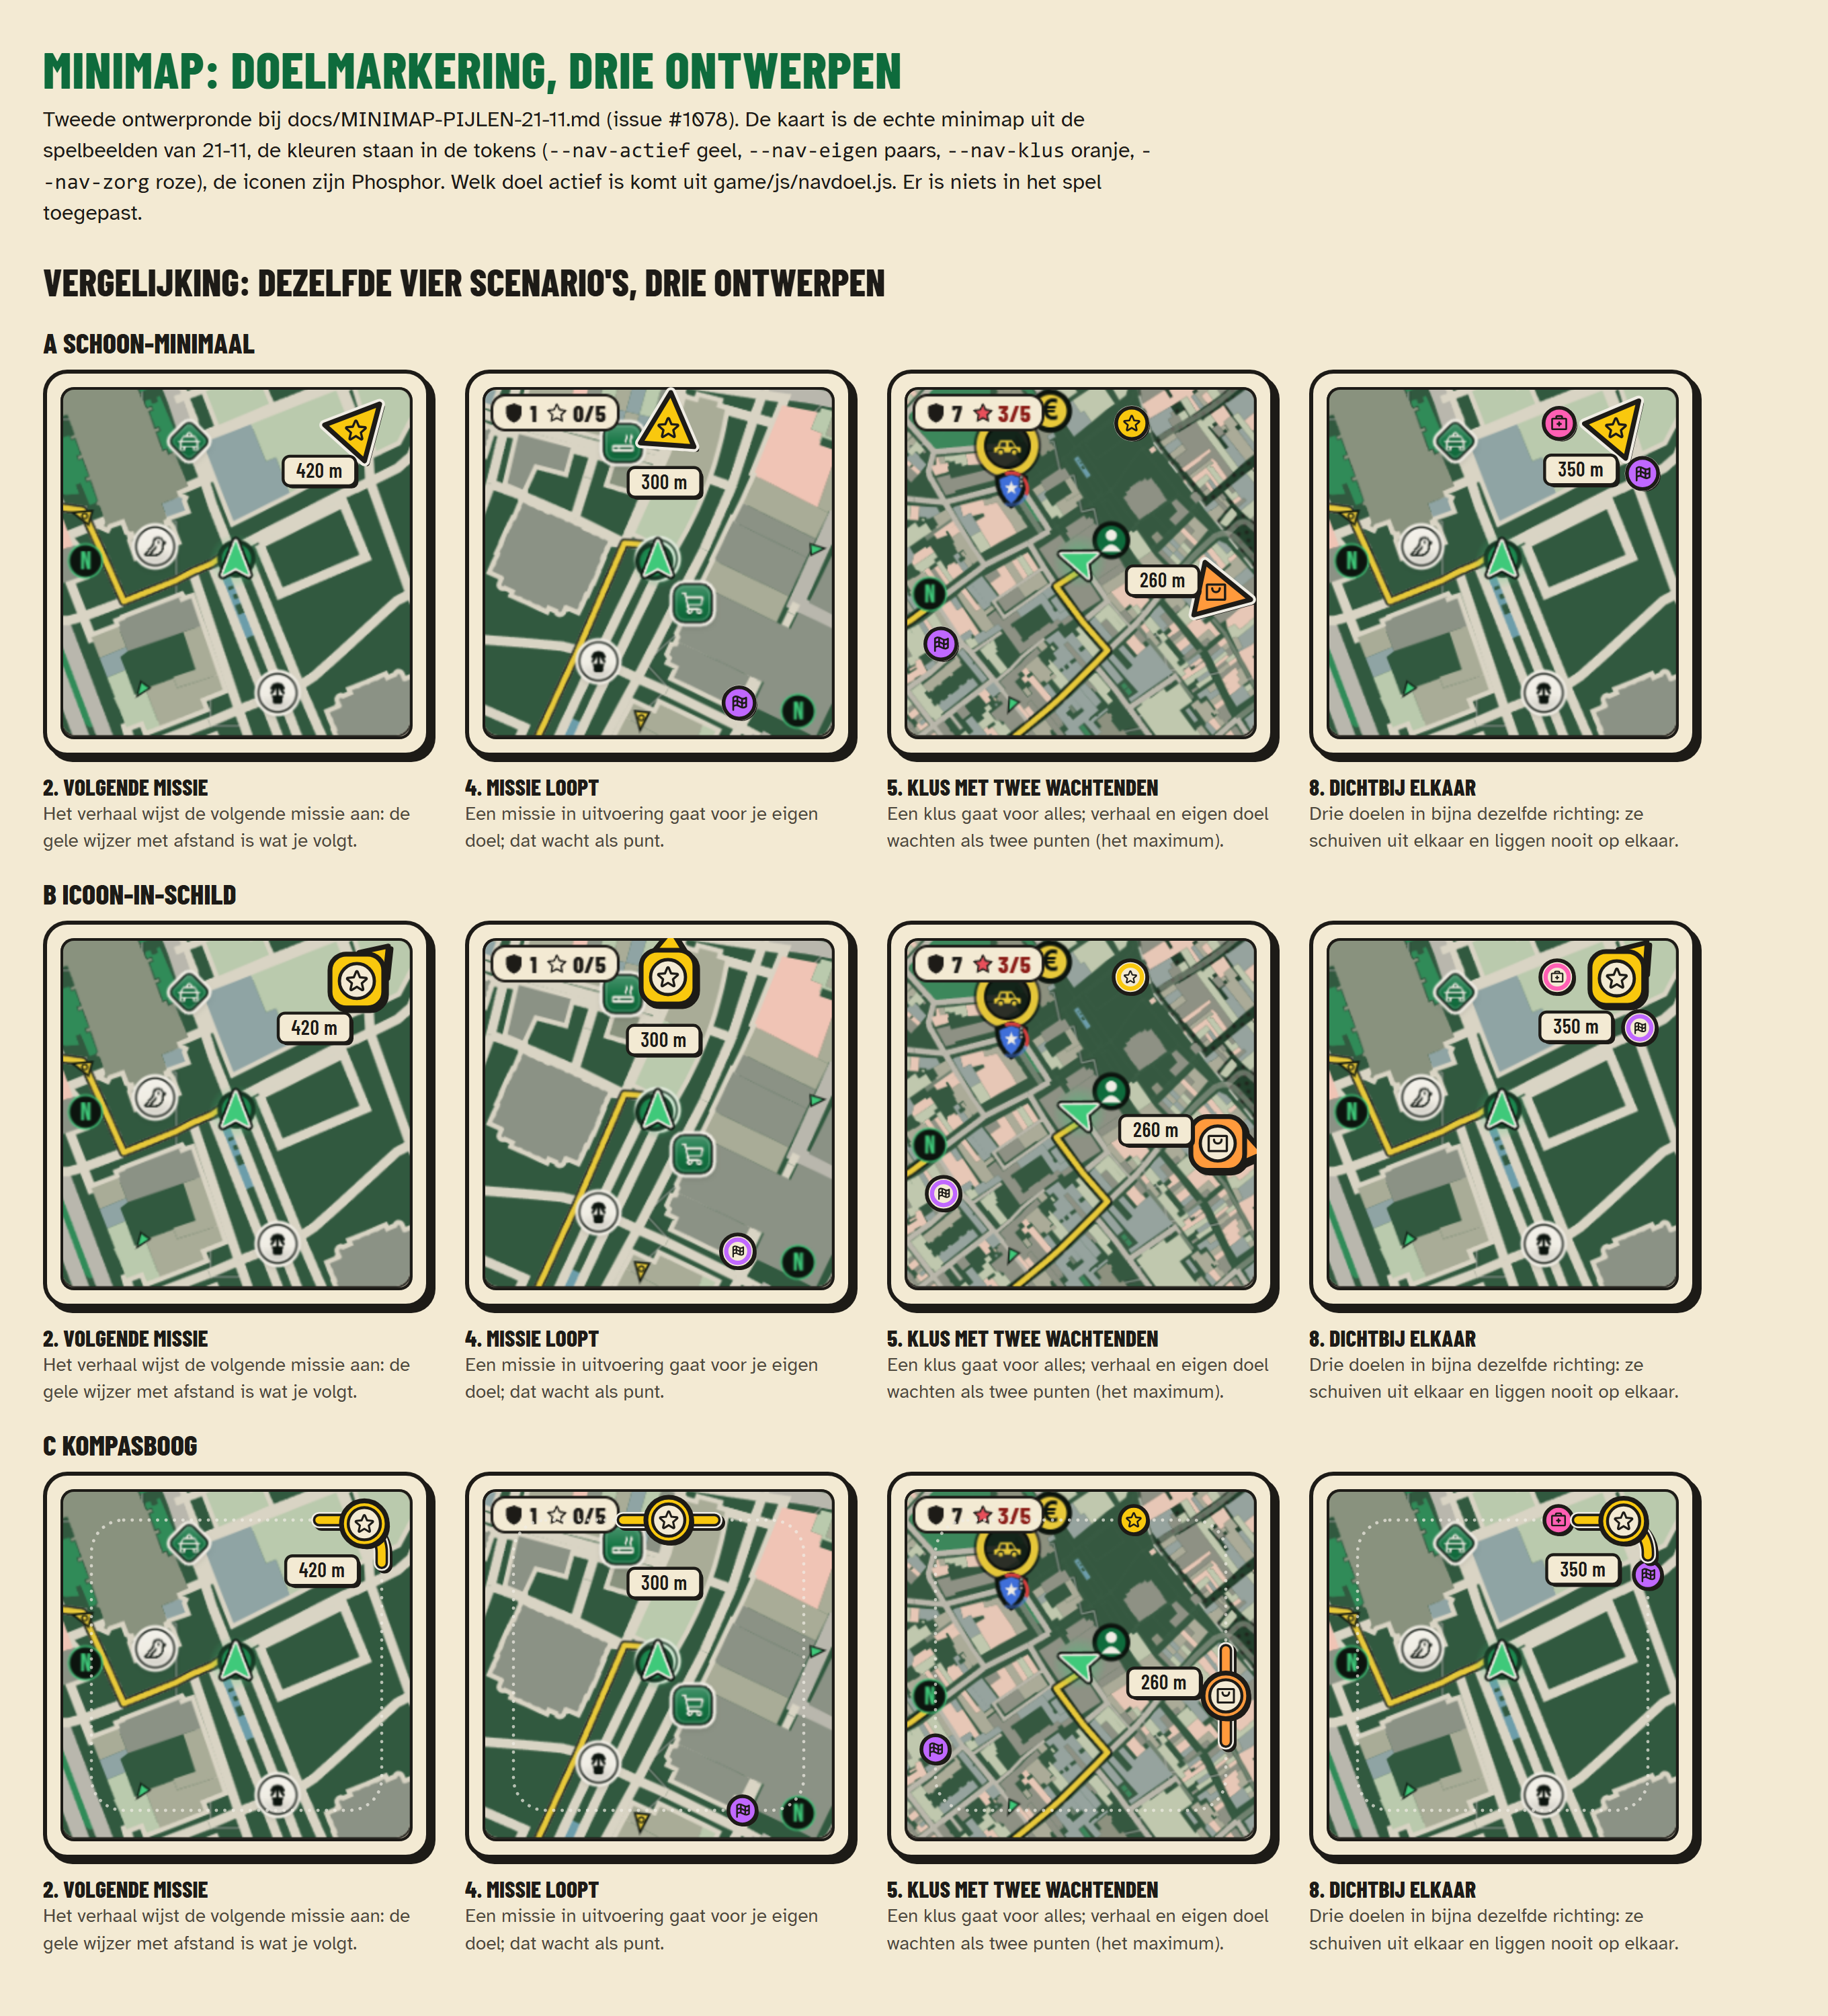 MINIMAP: DOELMARKERING, DRIE ONTWERPEN
Tweede ontwerpronde bij docs/MINIMAP-PIJLEN-21-11.md (issue #1078). De kaart is de echte minimap uit de
spelbeelden van 21-11, de kleuren staan in de tokens (--nav-actief geel, --nav-eigen paars, --nav-klus oranje, -
-nav-zorg roze), de iconen zijn Phosphor. Welk doel actief is komt uit game/js/navdoel.js. Er is niets in het spel
toegepast.
VERGELIJKING: DEZELFDE VIER SCENARIO'S, DRIE ONTWERPEN
A SCHOON-MINIMAAL
420 m
N
1 0/5
300 m
N
7 3/5
€
260 m
N
350 m
N
2. VOLGENDE MISSIE
Het verhaal wijst de volgende missie aan: de
gele wijzer met afstand is wat je volgt.
4. MISSIE LOOPT
Een missie in uitvoering gaat voor je eigen
doel; dat wacht als punt.
5. KLUS MET TWEE WACHTENDEN
Een klus gaat voor alles; verhaal en eigen doel
wachten als twee punten (het maximum).
8. DICHTBIJ ELKAAR
Drie doelen in bijna dezelfde richting: ze
schuiven uit elkaar en liggen nooit op elkaar.
B ICOON-IN-SCHILD
420 m
N
1 0/5
300 m
N
7 3/5
€
260 m
N
350 m
N
2. VOLGENDE MISSIE
Het verhaal wijst de volgende missie aan: de
gele wijzer met afstand is wat je volgt.
4. MISSIE LOOPT
Een missie in uitvoering gaat voor je eigen
doel; dat wacht als punt.
5. KLUS MET TWEE WACHTENDEN
Een klus gaat voor alles; verhaal en eigen doel
wachten als twee punten (het maximum).
8. DICHTBIJ ELKAAR
Drie doelen in bijna dezelfde richting: ze
schuiven uit elkaar en liggen nooit op elkaar.
C KOMPASBOOG
420 m
N
1 0/5
300 m
N
7 3/5
€
260 m
N
350 m
N
2. VOLGENDE MISSIE
Het verhaal wijst de volgende missie aan: de
gele wijzer met afstand is wat je volgt.
4. MISSIE LOOPT
Een missie in uitvoering gaat voor je eigen
doel; dat wacht als punt.
5. KLUS MET TWEE WACHTENDEN
Een klus gaat voor alles; verhaal en eigen doel
wachten als twee punten (het maximum).
8. DICHTBIJ ELKAAR
Drie doelen in bijna dezelfde richting: ze
schuiven uit elkaar en liggen nooit op elkaar.